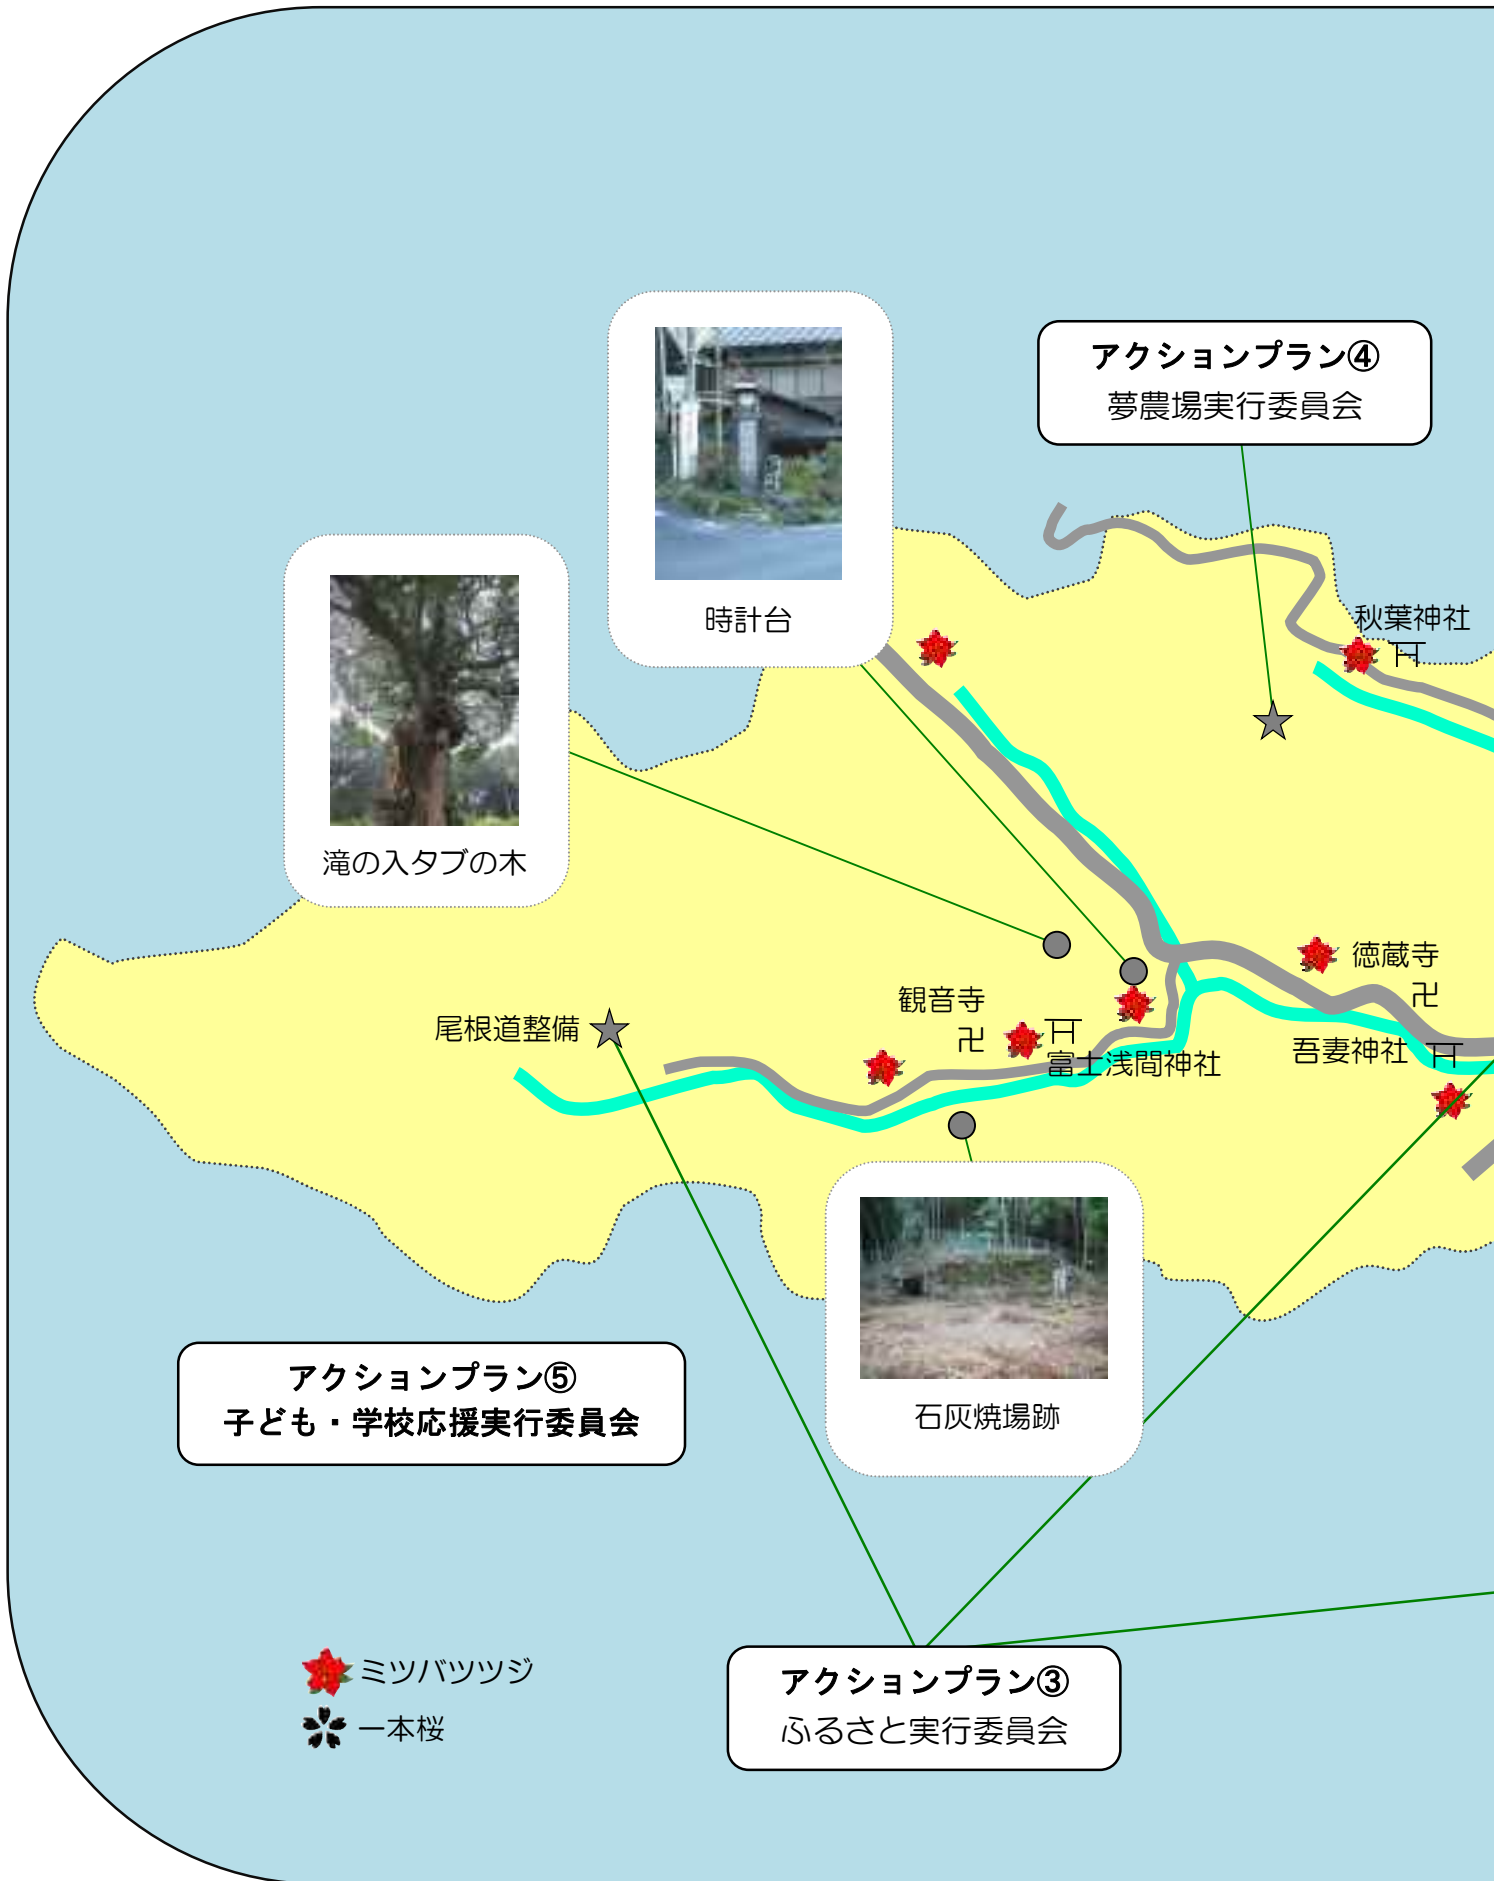 アクションプラン④
夢農場実行委員会
時計台
秋葉神社
滝の入タブの木
徳蔵寺
卍
観音寺
卍
尾根道整備
吾妻神社
富士浅間神社
アクションプラン⑤
子ども・学校応援実行委員会
石灰焼場跡
ミツバツツジ
一本桜
アクションプラン③
ふるさと実行委員会